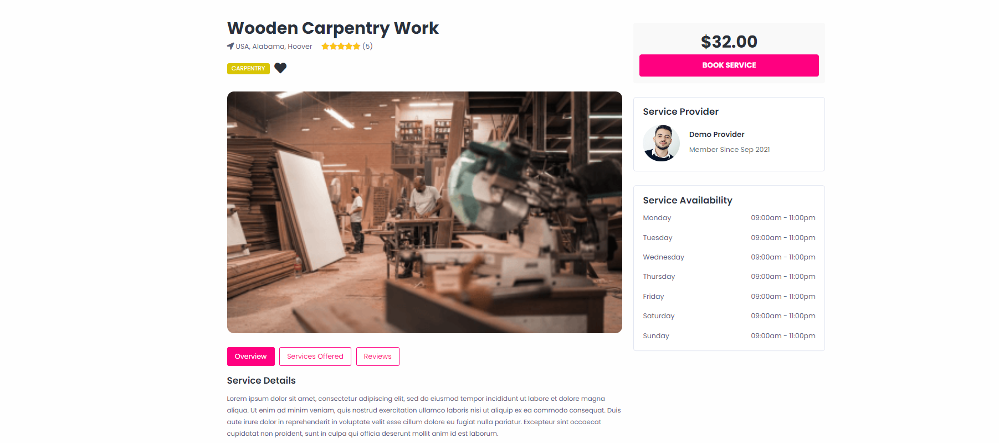 Wooden Carpentry Work
USA, Alabama, Hoover (5)
CARPENTRY
Overview Services Offered Reviews
Service Details
Lorem ipsum dolor sit amet, consectetur adipiscing elit, sed do eiusmod tempor incididunt ut labore et dolore magna
aliqua. Ut enim ad minim veniam, quis nostrud exercitation ullamco laboris nisi ut aliquip ex ea commodo consequat. Duis
aute irure dolor in reprehenderit in voluptate velit esse cillum dolore eu fugiat nulla pariatur. Excepteur sint occaecat
cupidatat non proident, sunt in culpa qui officia deserunt mollit anim id est laborum.
$32.00
BOOK SERVICE
Service Provider
Demo Provider
Member Since Sep 2021
Service Availability
Monday 09:00am - 11:00pm
Tuesday 09:00am - 11:00pm
Wednesday 09:00am - 11:00pm
Thursday 09:00am - 11:00pm
Friday 09:00am - 11:00pm
Saturday 09:00am - 11:00pm
Sunday 09:00am - 11:00pm